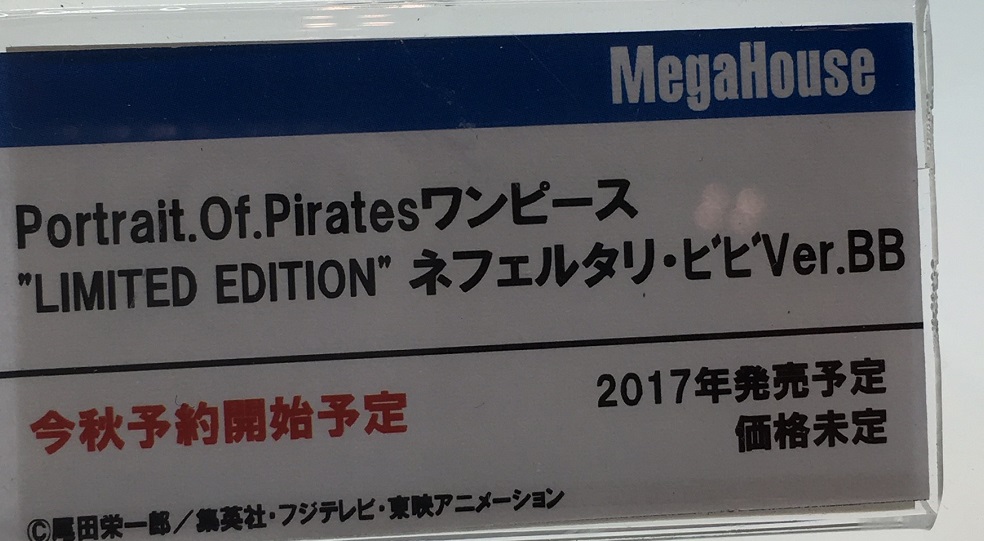 MegaHouse
Portrait.Of.Piratesワンピース
"LIMITED EDITION" ネフェルタリ・ビビVer.BB
今秋予約開始予定
2017年発売予定
価格未定
©尾田栄一郎／集英社・フジテレビ・東映アニメーション